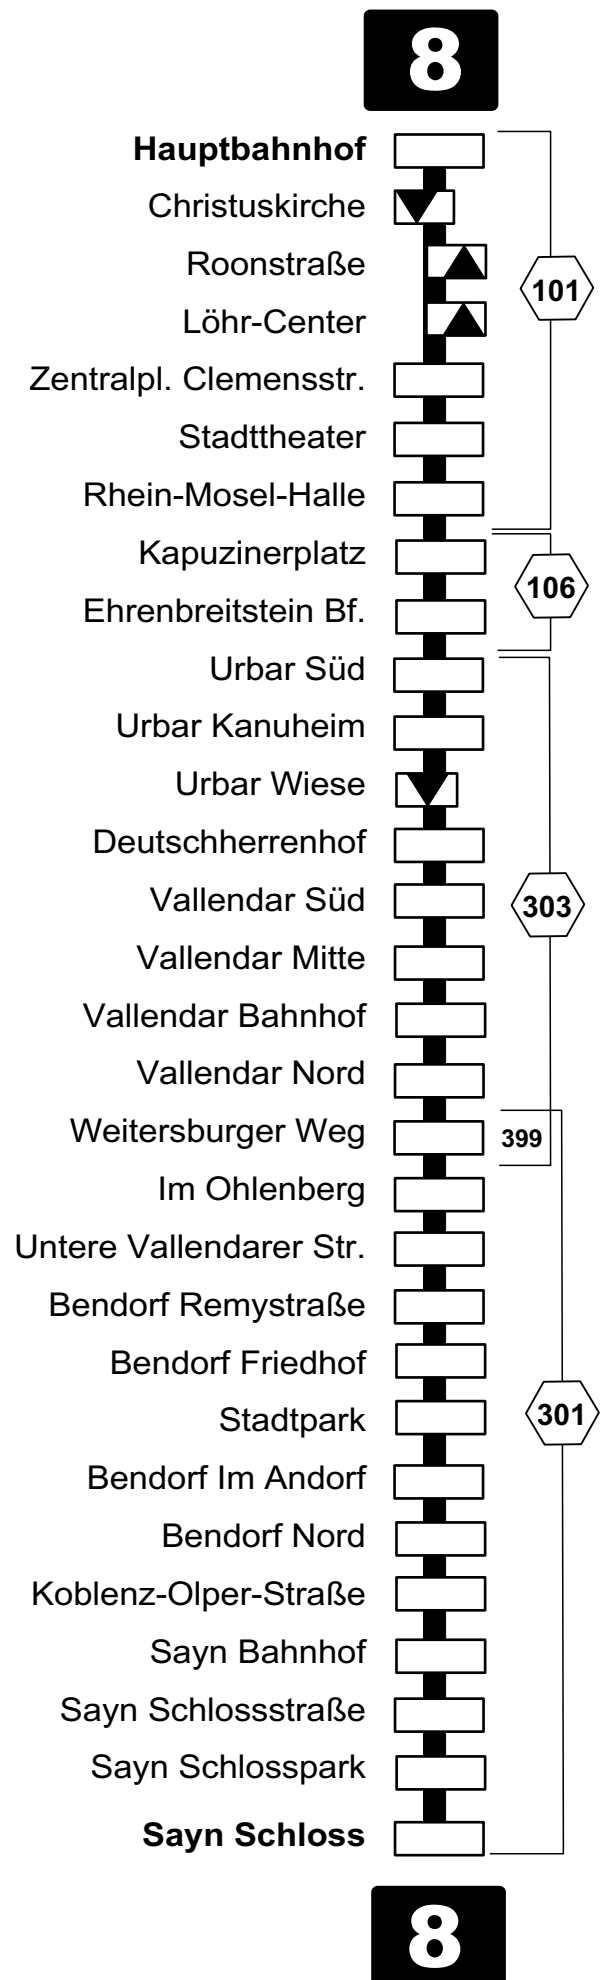 8
Hauptbahnhof
Christuskirche
Roonstraße
101
Löhr-Center
Zentralpl. Clemensstr.
Stadttheater
Rhein-Mosel-Halle
Kapuzinerplatz
106
Ehrenbreitstein Bf.
Urbar Süd
Urbar Kanuheim
Urbar Wiese
Deutschherrenhof
Vallendar Süd
303
Vallendar Mitte
Vallendar Bahnhof
Vallendar Nord
Weitersburger Weg 399
Im Ohlenberg
Untere Vallendarer Str.
Bendorf Remystraße
Bendorf Friedhof
Stadtpark
301
Bendorf Im Andorf
Bendorf Nord
Koblenz-Olper-Straße
Sayn Bahnhof
Sayn Schlossstraße
Sayn Schlosspark
Sayn Schloss
8